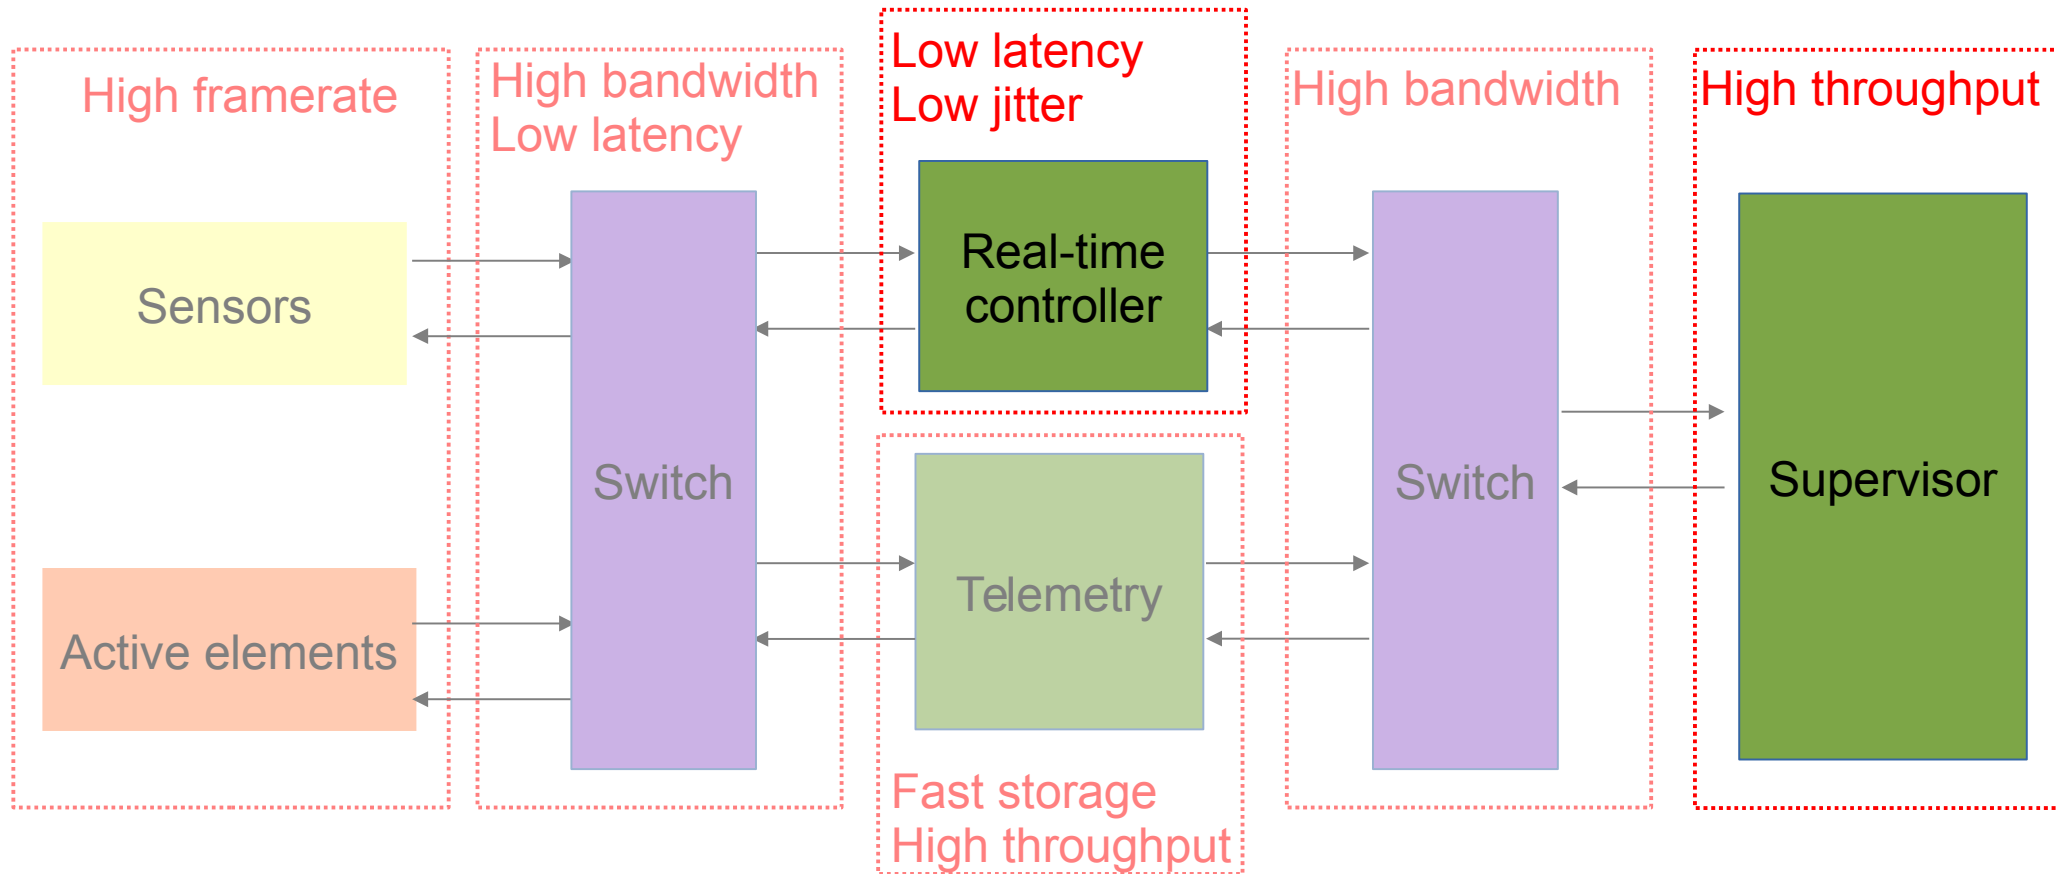 High framerate
Sensors
Active elements
High bandwidth
Low latency
Switch
Low latency
Low jitter
Real-time
controller
Telemetry
Fast storage
High throughput
High bandwidth
Switch
High throughput
Supervisor